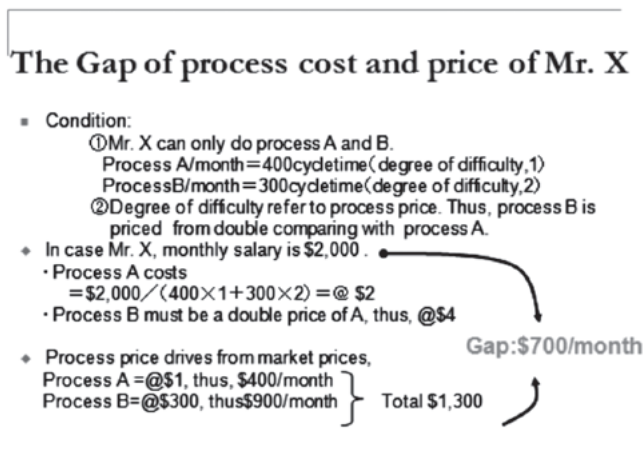 The Gap of process cost and price of Mr. X
▪ Condition:
①Mr. X can only do process A and B.
Process A/month=400cycletime(degree of difficulty,1)
ProcessB/month=300cycletime(degree of difficulty,2)
②Degree of difficulty refer to process price. Thus, process B is
priced from double comparing with process A.
◆ In case Mr. X, monthly salary is $2,000 .
・Process A costs
=$2,000/(400×1+300×2)=@ $2
・Process B must be a double price of A, thus, @$4
Gap:$700/month
◆ Process price drives from market prices,
Process A =@$1, thus, $400/month
Process B=@$300, thus$900/month
Total $1,300